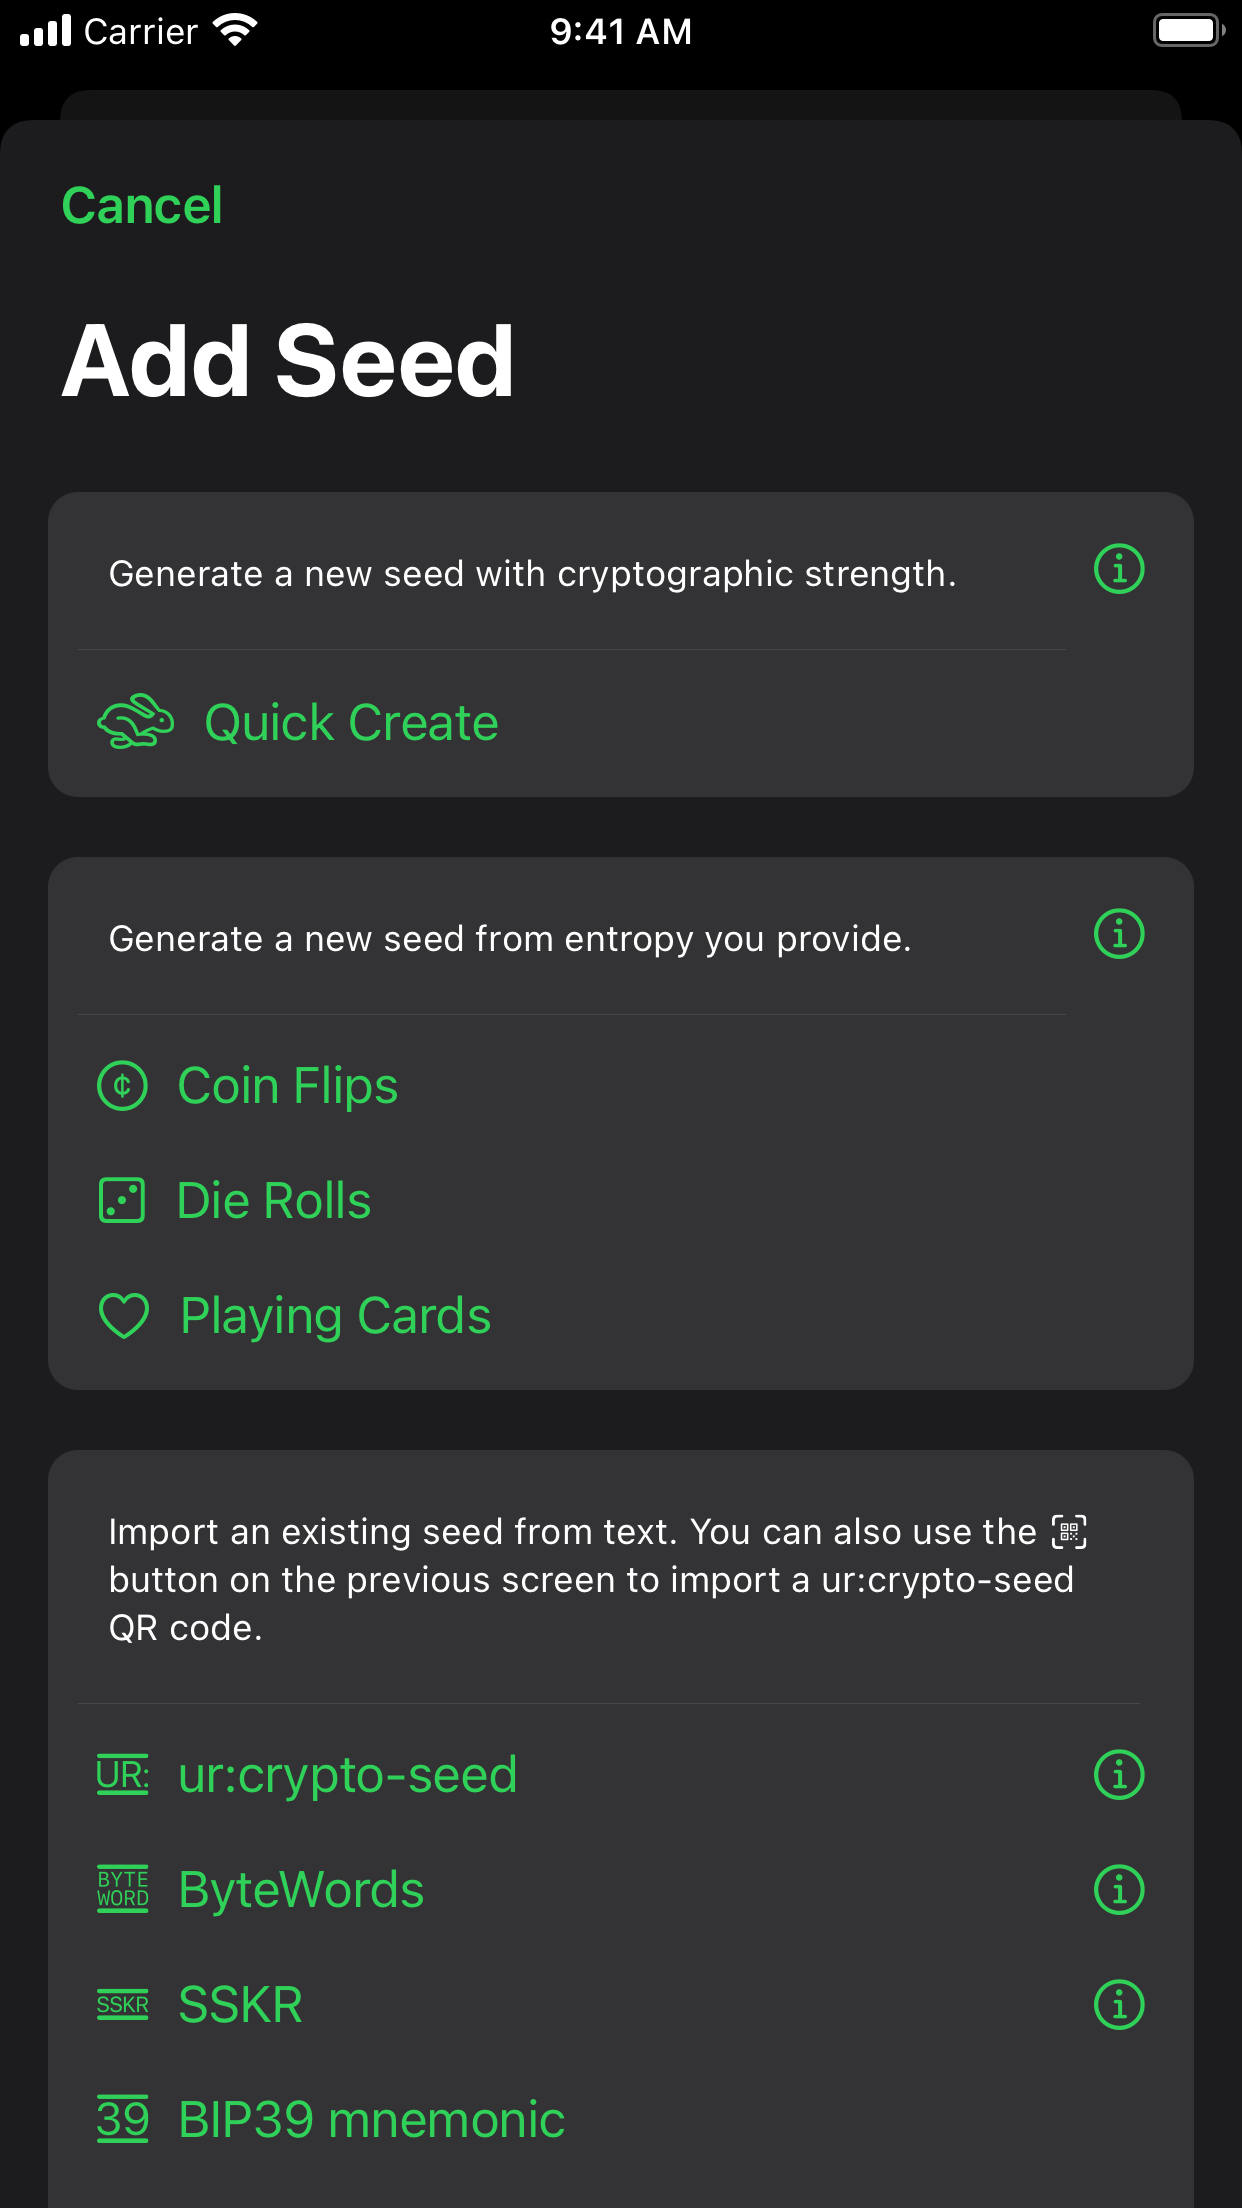 Carrier 9:41 AM
Cancel
Add Seed
Generate a new seed with cryptographic strength.
Quick Create
Generate a new seed from entropy you provide.
¢ Coin Flips
Die Rolls
Playing Cards
Import an existing seed from text. You can also use the
button on the previous screen to import a ur:crypto-seed
QR code.
UR: ur:crypto-seed
BYTE
WORD ByteWords
SSKR SSKR
39 BIP39 mnemonic